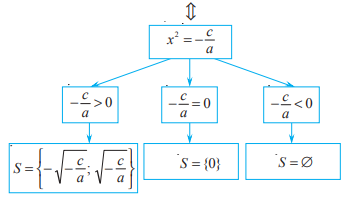 ⇕
x² = −c/a
−c/a > 0
−c/a = 0
−c/a < 0
S = {−√(−c/a); √(−c/a)}
S = {0}
S = ∅